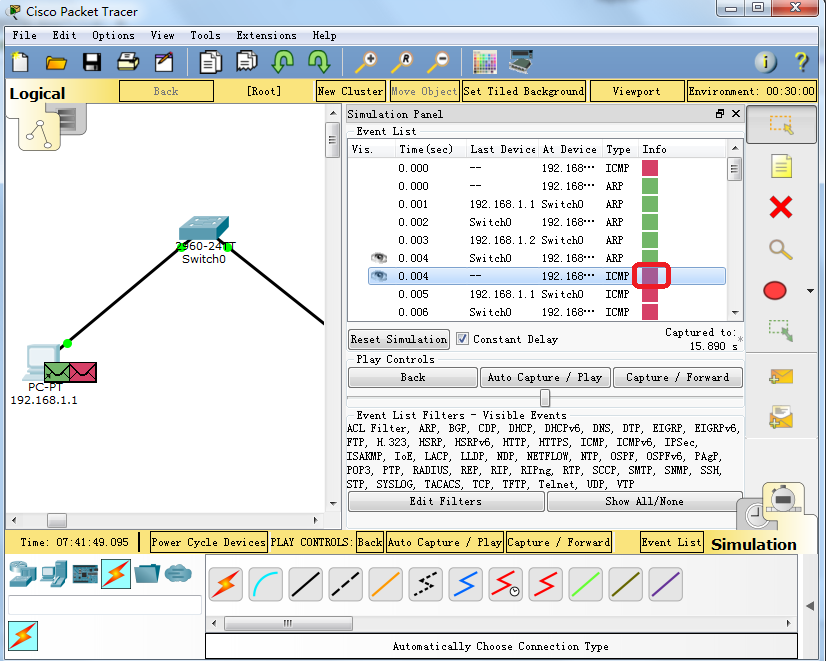 Cisco Packet Tracer
File Edit Options View Tools Extensions Help
Logical Back [Root] New Cluster Move Object Set Tiled Background Viewport Environment: 00:30:00
Simulation Panel
Event List
Vis. Time(sec) Last Device At Device Type Info
0.000 -- 192.168··· ICMP
0.000 -- 192.168··· ARP
0.001 192.168.1.1 Switch0 ARP
0.002 Switch0 192.168··· ARP
0.003 192.168.1.2 Switch0 ARP
0.004 Switch0 192.168··· ARP
0.004 -- 192.168··· ICMP
0.005 192.168.1.1 Switch0 ICMP
0.006 Switch0 192.168··· ICMP
Reset Simulation Constant Delay Captured to:
15.890 s
Play Controls
Back Auto Capture / Play Capture / Forward
Event List Filters - Visible Events
ACL Filter, ARP, BGP, CDP, DHCP, DHCPv6, DNS, DTP, EIGRP, EIGRPv6,
FTP, H.323, HSRP, HSRPv6, HTTP, HTTPS, ICMP, ICMPv6, IPSec,
ISAKMP, IoE, LACP, LLDP, NDP, NETFLOW, NTP, OSPF, OSPFv6, PAgP,
POP3, PTP, RADIUS, REP, RIP, RIPng, RTP, SCCP, SMTP, SNMP, SSH,
STP, SYSLOG, TACACS, TCP, TFTP, Telnet, UDP, VTP
Edit Filters Show All/None
2960-24TT
Switch0
PC-PT
192.168.1.1
Time: 07:41:49.095 Power Cycle Devices PLAY CONTROLS: Back Auto Capture / Play Capture / Forward Event List Simulation
Automatically Choose Connection Type